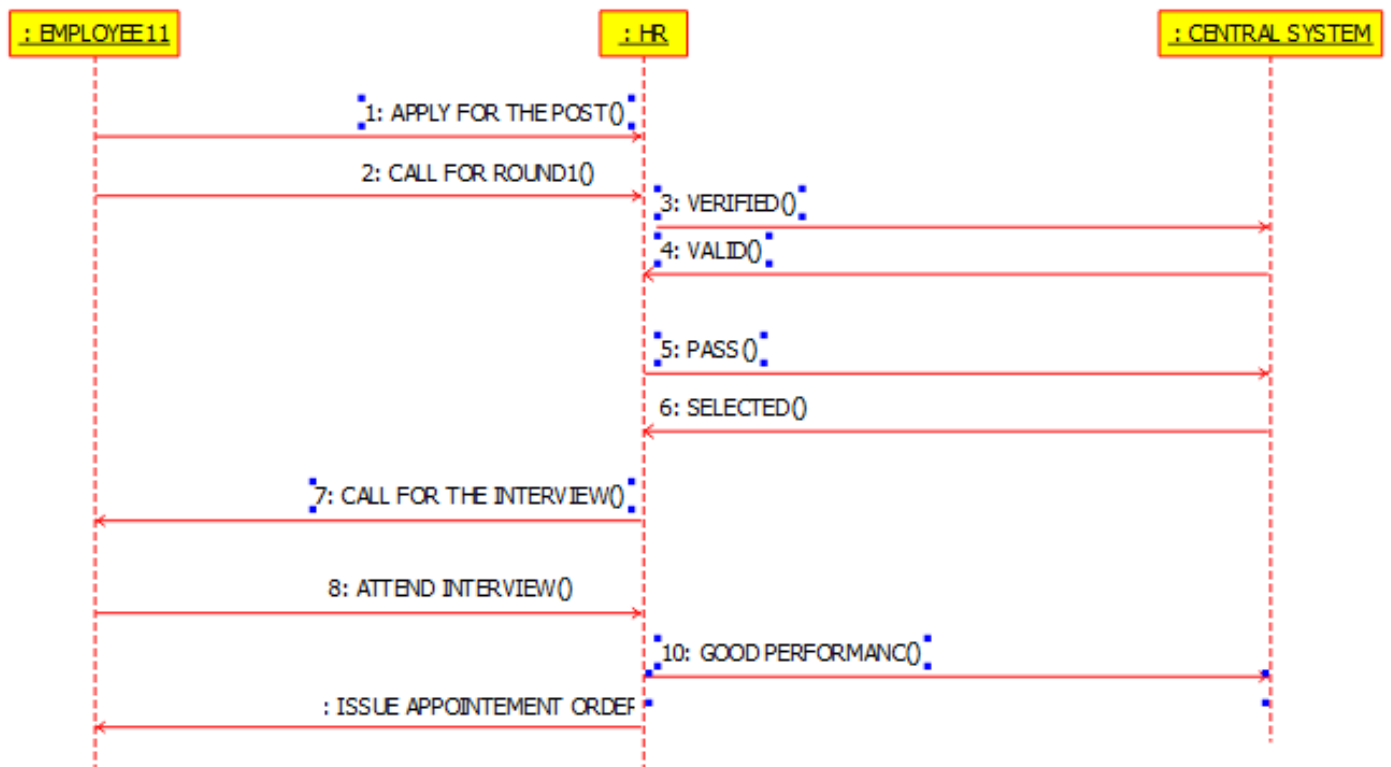 : EMPLOYEE11
: HR
: CENTRAL SYSTEM
1: APPLY FOR THE POST()
2: CALL FOR ROUND1()
3: VERIFIED()
4: VALID()
5: PASS()
6: SELECTED()
7: CALL FOR THE INTERVIEW()
8: ATTEND INTERVIEW()
10: GOOD PERFORMANC()
: ISSUE APPOINTEMENT ORDER